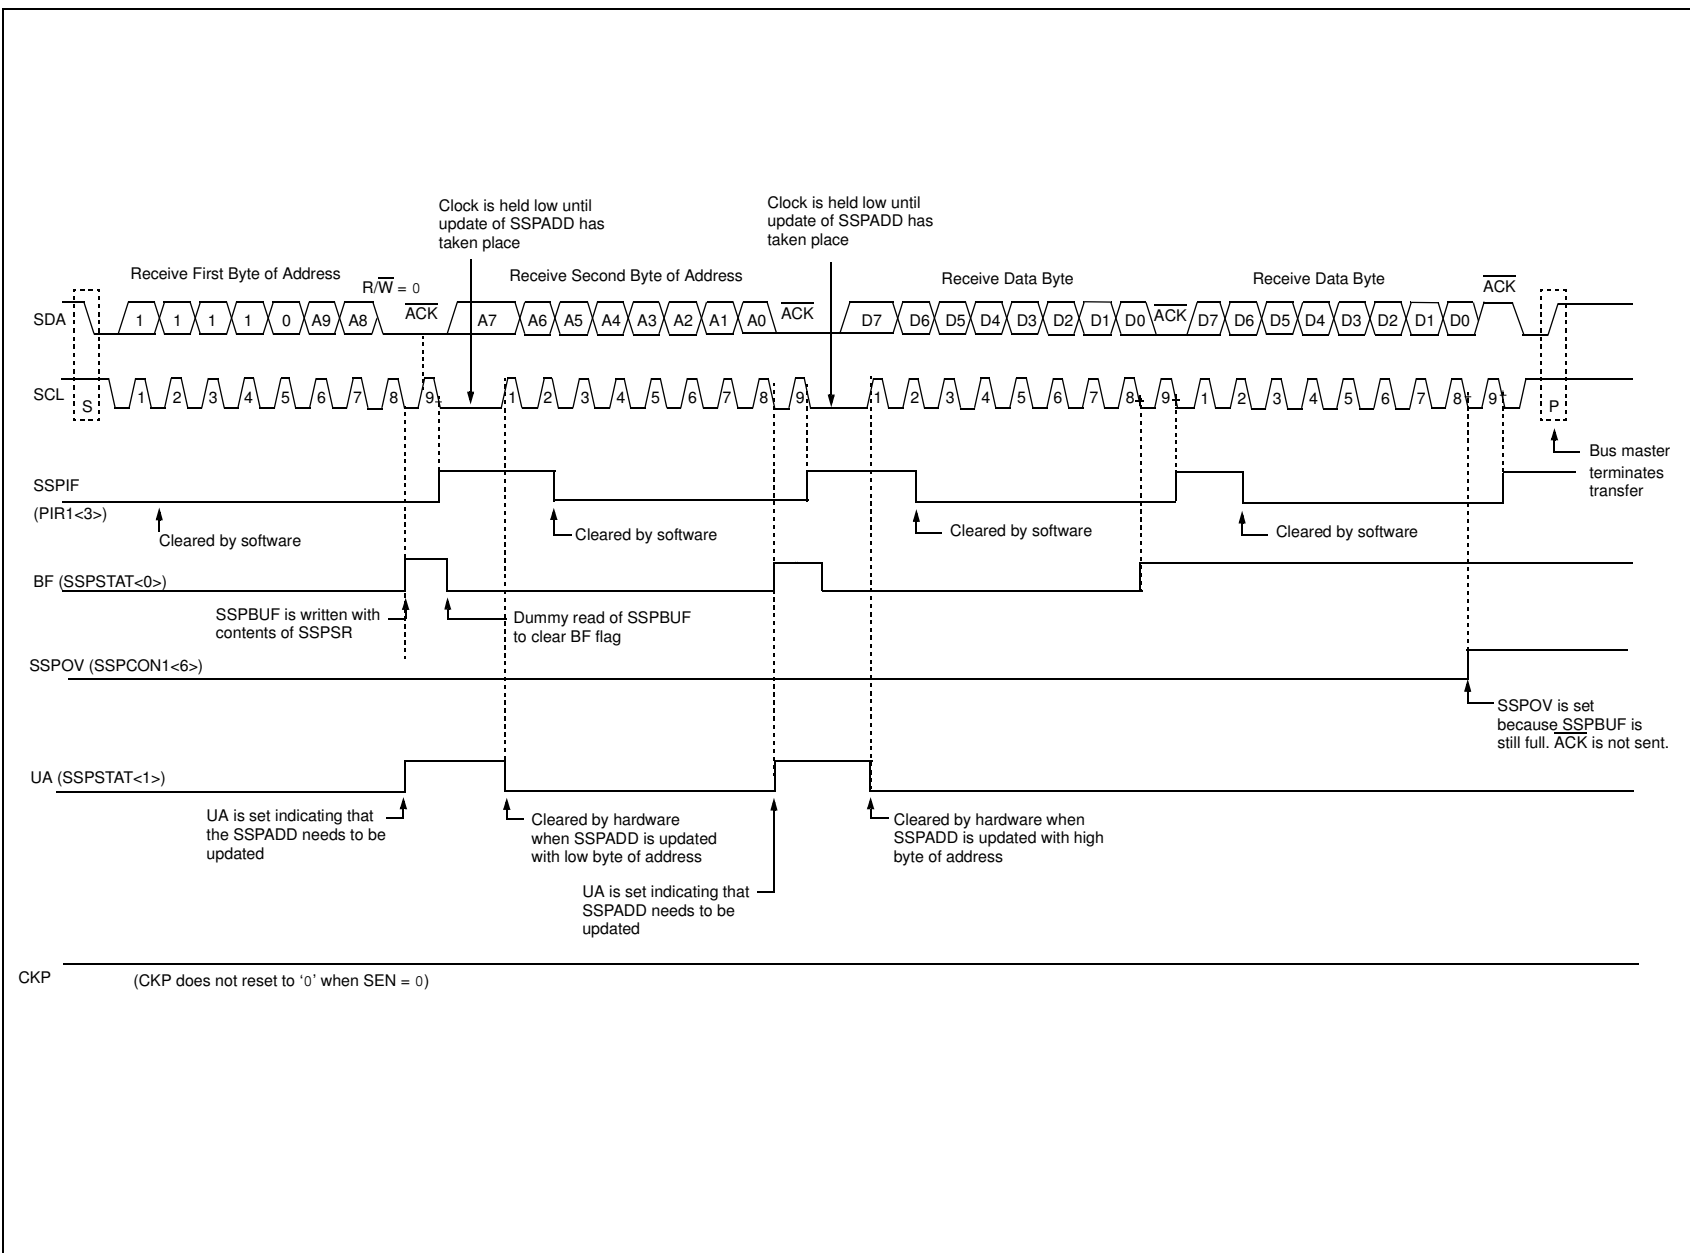 Clock is held low until
update of SSPADD has
taken place
Clock is held low until
update of SSPADD has
taken place
Receive First Byte of Address
R/W = 0
ACK
Receive Second Byte of Address
ACK
Receive Data Byte
ACK
Receive Data Byte
ACK
SDA 1 1 1 1 0 A9 A8 A7 A6 A5 A4 A3 A2 A1 A0 D7 D6 D5 D4 D3 D2 D1 D0 D7 D6 D5 D4 D3 D2 D1 D0
SCL S 1 2 3 4 5 6 7 8 9 1 2 3 4 5 6 7 8 9 1 2 3 4 5 6 7 8 9 1 2 3 4 5 6 7 8 9 P
Bus master
terminates
transfer
SSPIF
(PIR1<3>)
Cleared by software
Cleared by software
Cleared by software
Cleared by software
BF (SSPSTAT<0>)
SSPBUF is written with
contents of SSPSR
Dummy read of SSPBUF
to clear BF flag
SSPOV (SSPCON1<6>)
SSPOV is set
because SSPBUF is
still full. ACK is not sent.
UA (SSPSTAT<1>)
UA is set indicating that
the SSPADD needs to be
updated
Cleared by hardware
when SSPADD is updated
with low byte of address
UA is set indicating that
SSPADD needs to be
updated
Cleared by hardware when
SSPADD is updated with high
byte of address
CKP
(CKP does not reset to ‘0’ when SEN = 0)